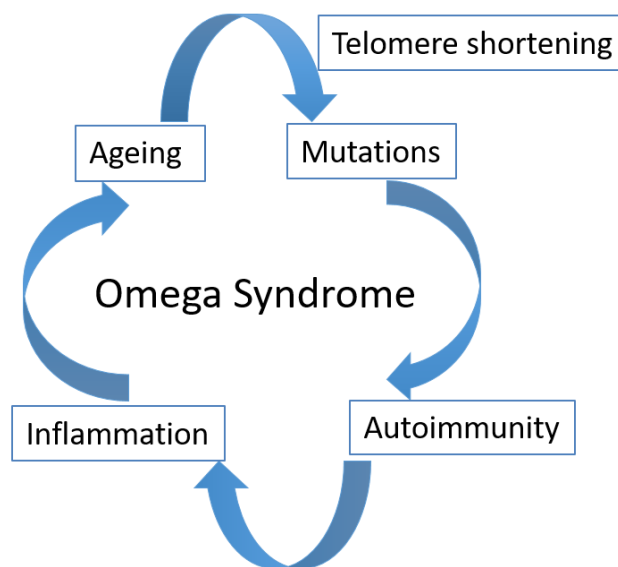 Telomere shortening
Ageing
Mutations
Omega Syndrome
Inflammation
Autoimmunity